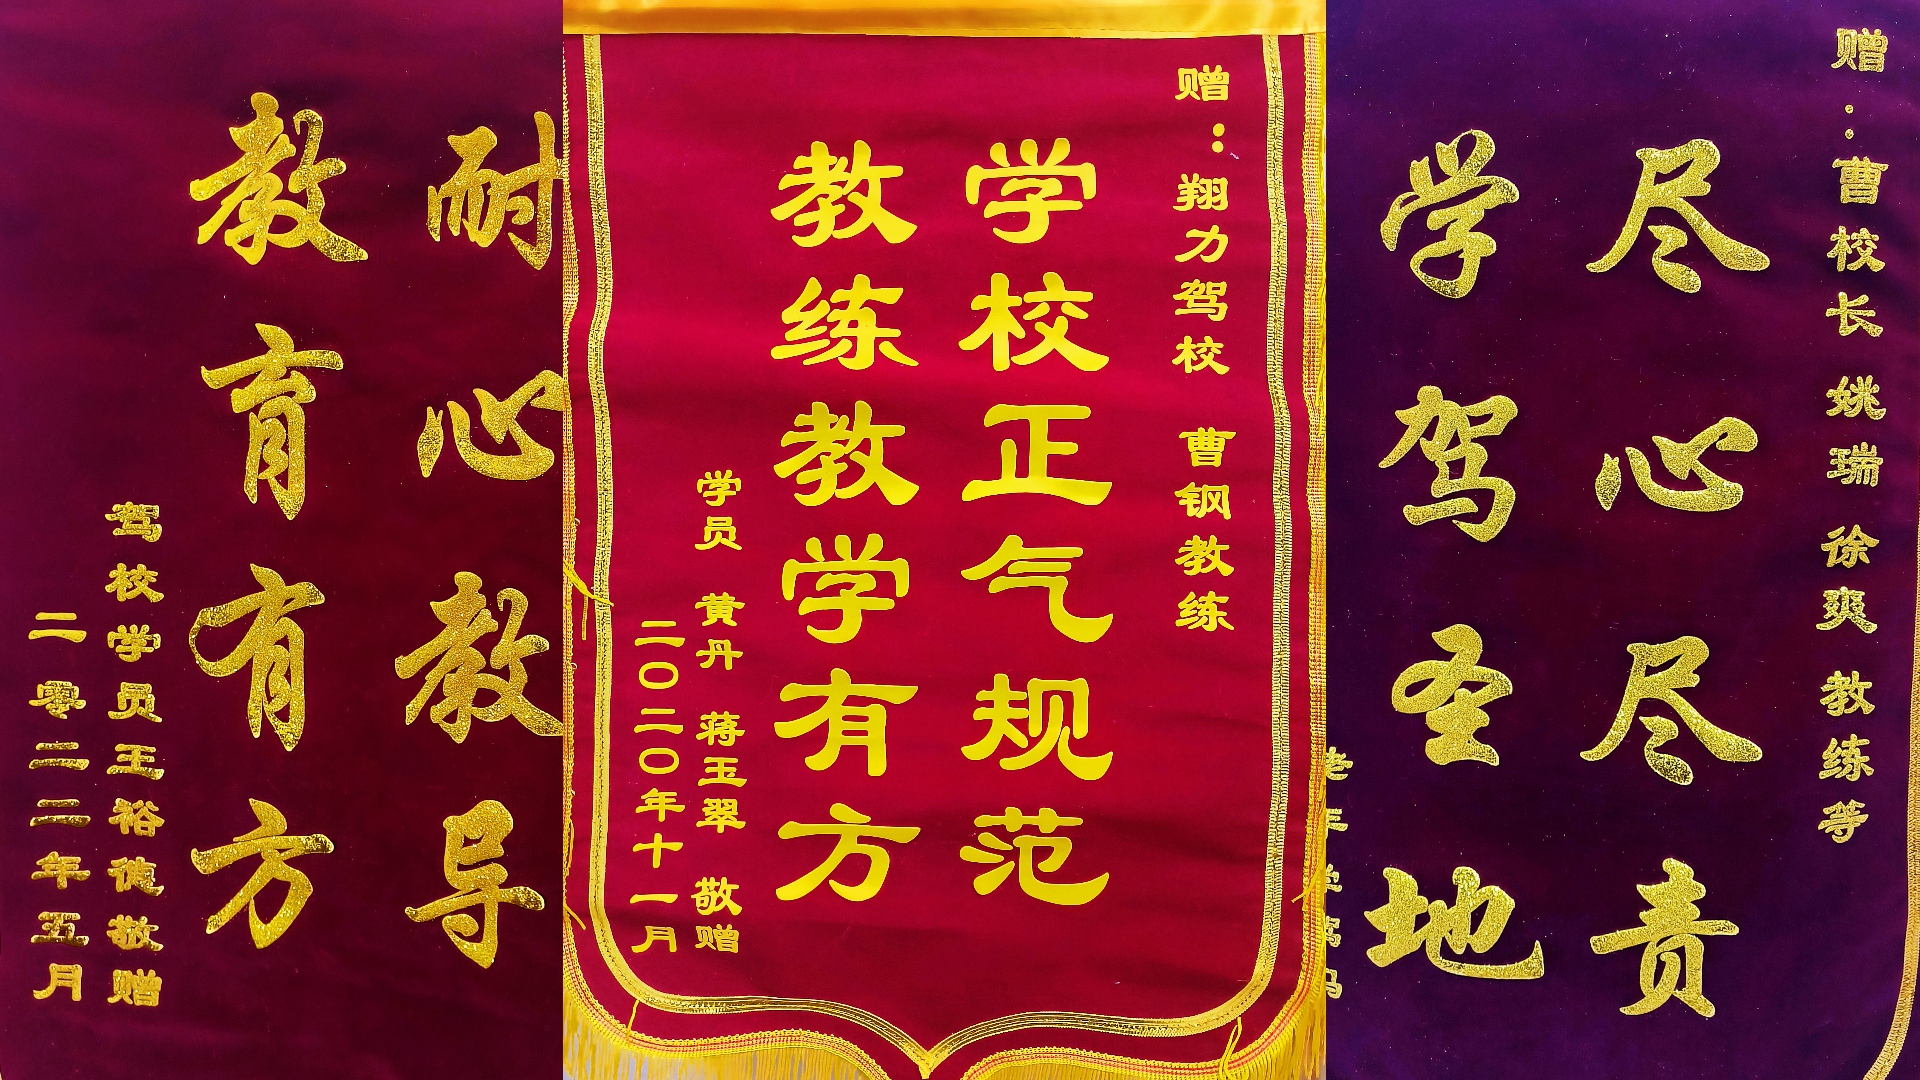 耐心教导
教育有方
驾校学员王裕德敬赠
二零二二年五月
赠：翔力驾校 曹钢教练
学校正气规范
教练教学有方
学员 黄丹 蒋玉翠 敬赠
二〇二〇年十一月
赠：曹校长 姚瑞 徐爽 教练等
尽心尽责
学驾圣地